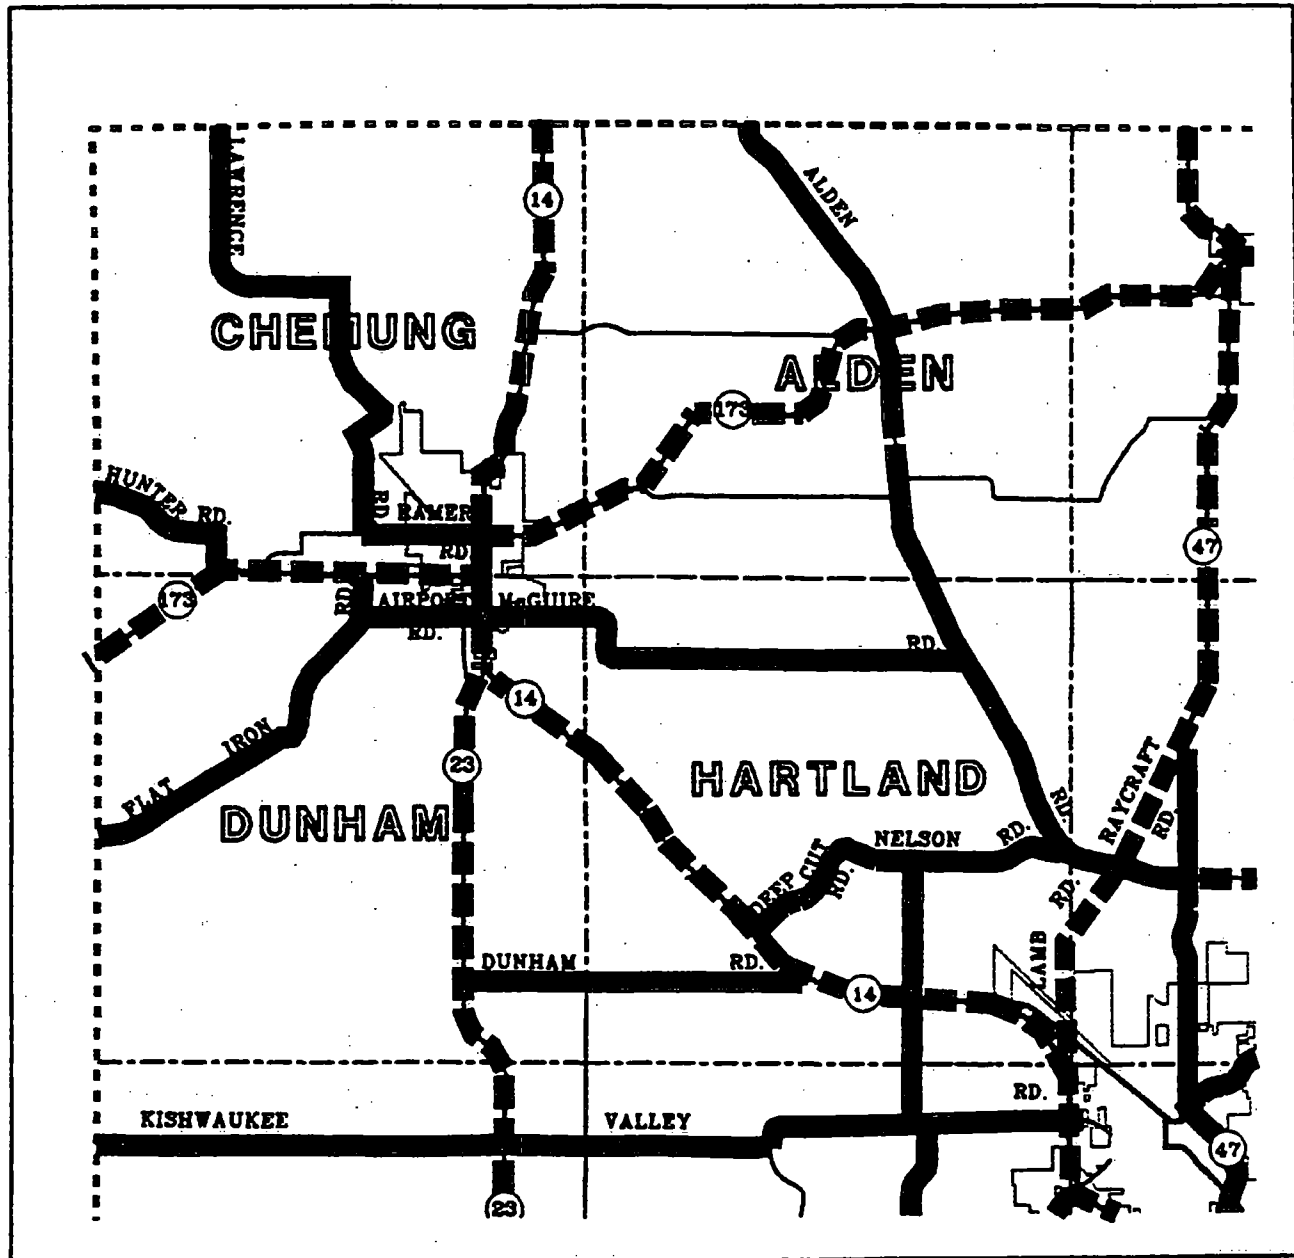 LAWRENCE
14
ALDEN
CHEMUNG
ALDEN
173
HUNTER RD.
RD.
RAMER
RD
47
173
RD.
AIRPORT
McGUIRE
RD.
RD.
14
IRON
23
FLAT
HARTLAND
RAYCRAFT
RD.
DUNHAM
RD.
NELSON
RD.
DEEP CUT
RD.
RD.
LAMB
DUNHAM
RD.
14
RD.
KISHWAUKEE
VALLEY
47
23